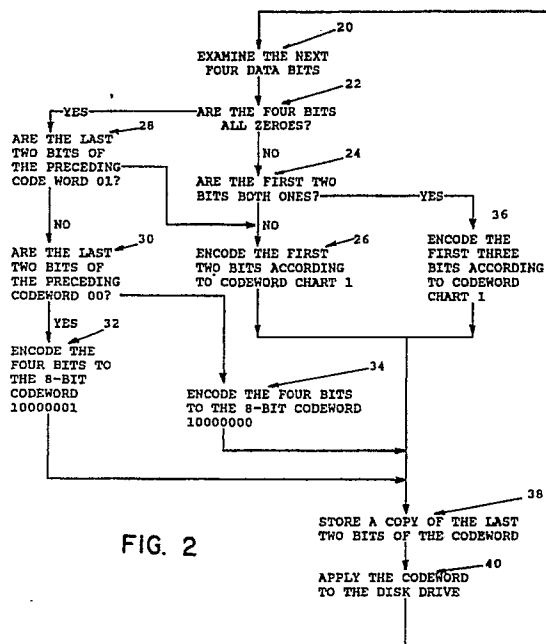 20
EXAMINE THE NEXT
FOUR DATA BITS
22
YES
ARE THE FOUR BITS
ALL ZEROES?
28
ARE THE LAST
TWO BITS OF
THE PRECEDING
CODE WORD 01?
NO
24
ARE THE FIRST TWO
BITS BOTH ONES?
YES
NO
NO
36
ENCODE THE
FIRST THREE
BITS ACCORDING
TO CODEWORD
CHART 1
26
ENCODE THE FIRST
TWO BITS ACCORDING
TO CODEWORD CHART 1
30
ARE THE LAST
TWO BITS OF
THE PRECEDING
CODEWORD 00?
YES
32
ENCODE THE
FOUR BITS TO
THE 8-BIT
CODEWORD
10000001
34
ENCODE THE FOUR BITS
TO THE 8-BIT CODEWORD
10000000
38
STORE A COPY OF THE LAST
TWO BITS OF THE CODEWORD
FIG. 2
40
APPLY THE CODEWORD
TO THE DISK DRIVE